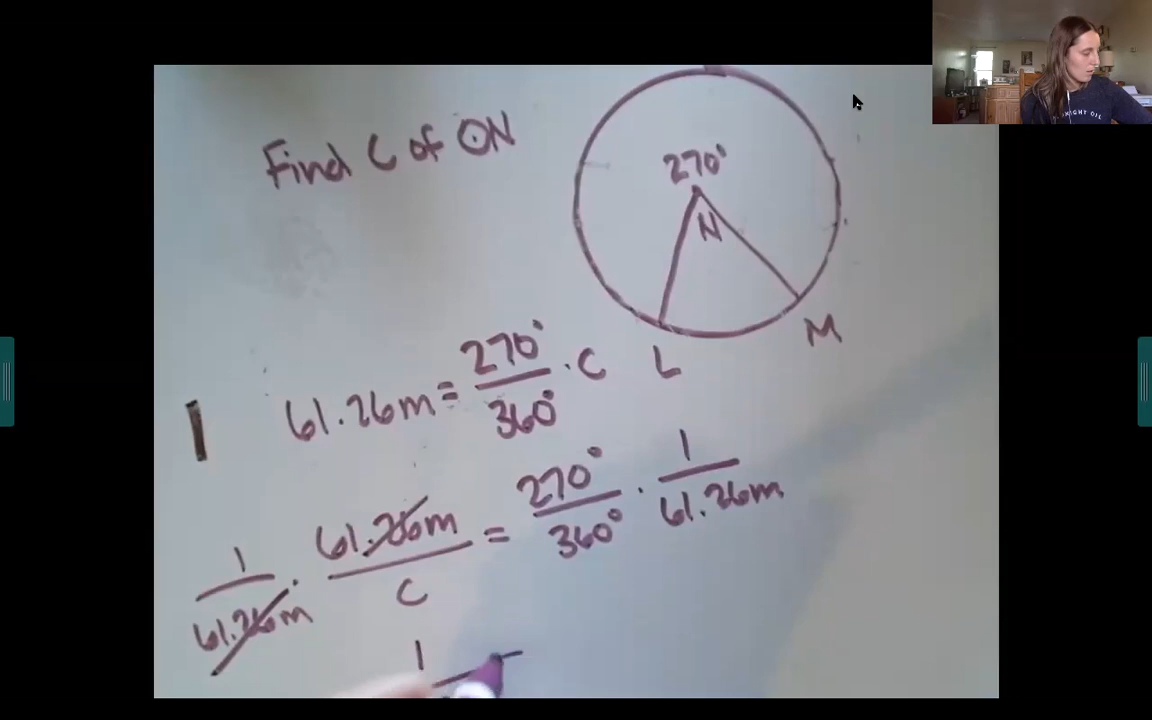 Find C of ⊙N
270°
N
M
L
61.26m = 270°/360° · C
1/61.26m · 61.26m/C = 270°/360° · 1/61.26m
1